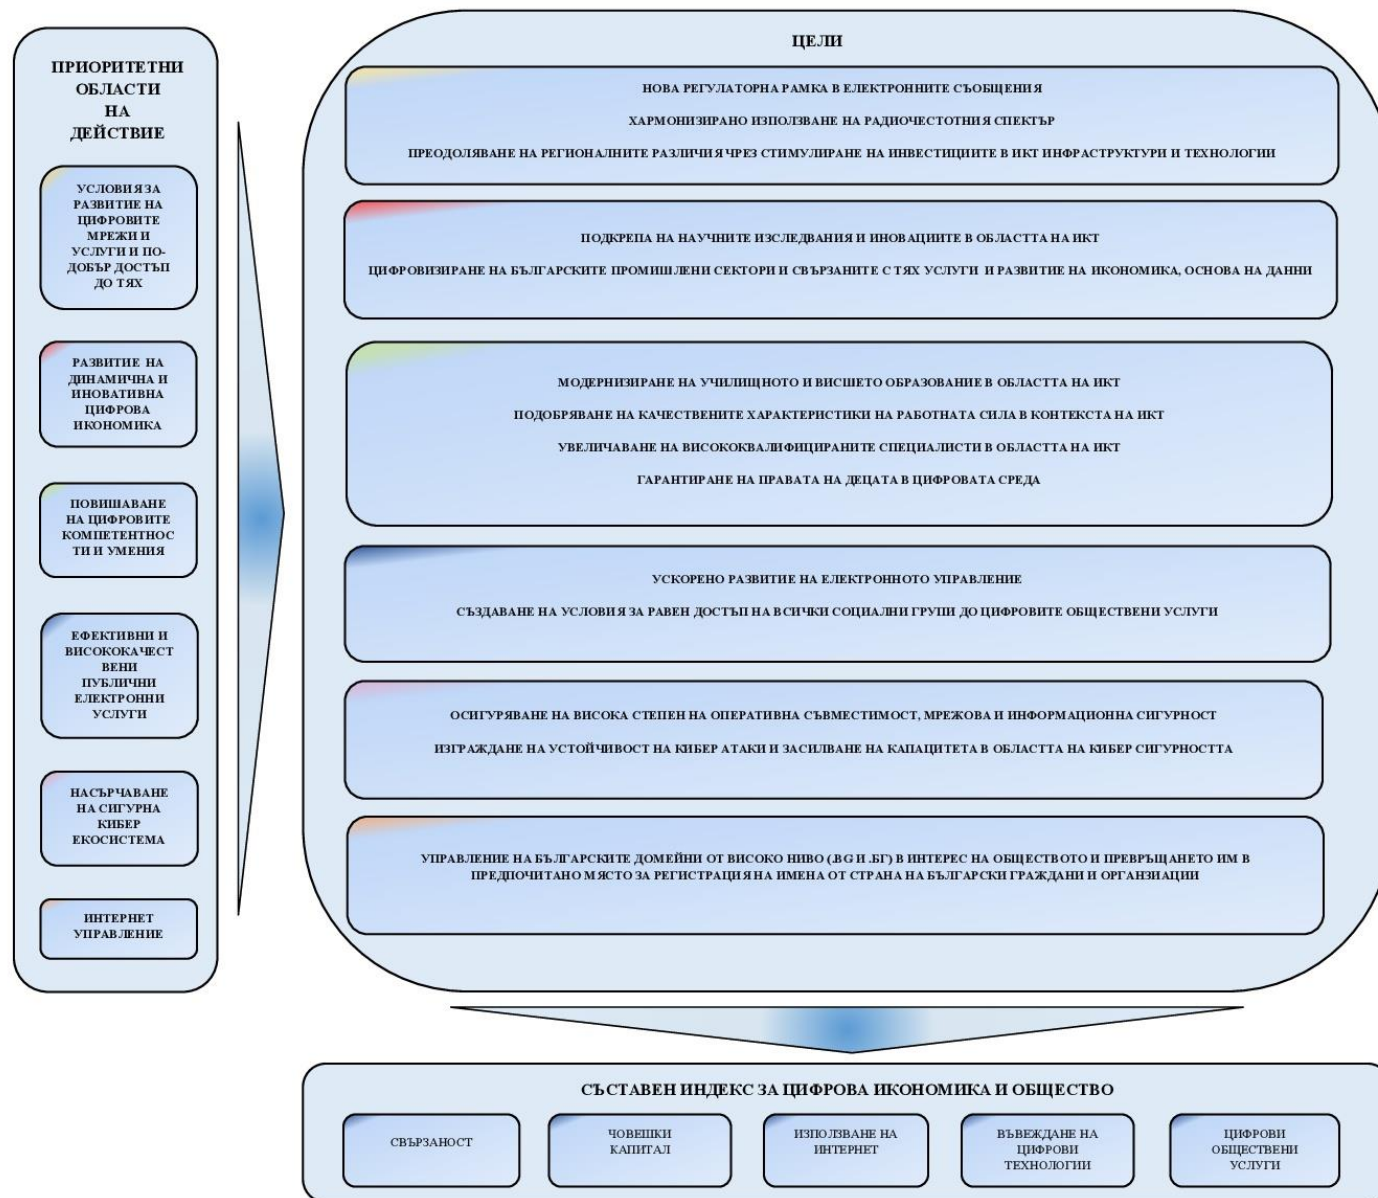 ПРИОРИТЕТНИ
ОБЛАСТИ
НА
ДЕЙСТВИЕ
УСЛОВИЯ ЗА
РАЗВИТИЕ НА
ЦИФРОВИТЕ
МРЕЖИ И
УСЛУГИ И ПО-
ДОБЪР ДОСТЪП
ДО ТЯХ
РАЗВИТИЕ НА
ДИНАМИЧНА И
ИНОВАТИВНА
ЦИФРОВА
ИКОНОМИКА
ПОВИШАВАНЕ
НА ЦИФРОВИТЕ
КОМПЕТЕНТНОС
ТИ И УМЕНИЯ
ЕФЕКТИВНИ И
ВИСОКОКАЧЕСТ
ВЕНИ
ПУБЛИЧНИ
ЕЛЕКТРОННИ
УСЛУГИ
НАСЪРЧАВАНЕ
НА СИГУРНА
КИБЕР
ЕКОСИСТЕМА
ИНТЕРНЕТ
УПРАВЛЕНИЕ
ЦЕЛИ
НОВА РЕГУЛАТОРНА РАМКА В ЕЛЕКТРОННИТЕ СЪОБЩЕНИЯ
ХАРМОНИЗИРАНО ИЗПОЛЗВАНЕ НА РАДИОЧЕСТОТНИЯ СПЕКТЪР
ПРЕОДОЛЯВАНЕ НА РЕГИОНАЛНИТЕ РАЗЛИЧИЯ ЧРЕЗ СТИМУЛИРАНЕ НА ИНВЕСТИЦИИТЕ В ИКТ ИНФРАСТРУКТУРИ И ТЕХНОЛОГИИ
ПОДКРЕПА НА НАУЧНИТЕ ИЗСЛЕДВАНИЯ И ИНОВАЦИИТЕ В ОБЛАСТТА НА ИКТ
ЦИФРОВИЗИРАНЕ НА БЪЛГАРСКИТЕ ПРОМИШЛЕНИ СЕКТОРИ И СВЪРЗАНИТЕ С ТЯХ УСЛУГИ И РАЗВИТИЕ НА ИКОНОМИКА, ОСНОВА НА ДАННИ
МОДЕРНИЗИРАНЕ НА УЧИЛИЩНОТО И ВИСШЕТО ОБРАЗОВАНИЕ В ОБЛАСТТА НА ИКТ
ПОДОБРЯВАНЕ НА КАЧЕСТВЕНИТЕ ХАРАКТЕРИСТИКИ НА РАБОТНАТА СИЛА В КОНТЕКСТА НА ИКТ
УВЕЛИЧАВАНЕ НА ВИСОКОКВАЛИФИЦИРАНИТЕ СПЕЦИАЛИСТИ В ОБЛАСТТА НА ИКТ
ГАРАНТИРАНЕ НА ПРАВАТА НА ДЕЦАТА В ЦИФРОВАТА СРЕДА
УСКОРЕНО РАЗВИТИЕ НА ЕЛЕКТРОННОТО УПРАВЛЕНИЕ
СЪЗДАВАНЕ НА УСЛОВИЯ ЗА РАВЕН ДОСТЪП НА ВСИЧКИ СОЦИАЛНИ ГРУПИ ДО ЦИФРОВИТЕ ОБЩЕСТВЕНИ УСЛУГИ
ОСИГУРЯВАНЕ НА ВИСОКА СТЕПЕН НА ОПЕРАТИВНА СЪВМЕСТИМОСТ, МРЕЖОВА И ИНФОРМАЦИОННА СИГУРНОСТ
ИЗГРАЖДАНЕ НА УСТОЙЧИВОСТ НА КИБЕР АТАКИ И ЗАСИЛВАНЕ НА КАПАЦИТЕТА В ОБЛАСТТА НА КИБЕР СИГУРНОСТТА
УПРАВЛЕНИЕ НА БЪЛГАРСКИТЕ ДОМЕЙНИ ОТ ВИСОКО НИВО (.BG И .БГ) В ИНТЕРЕС НА ОБЩЕСТВОТО И ПРЕВРЪЩАНЕТО ИМ В
ПРЕДПОЧИТАНО МЯСТО ЗА РЕГИСТРАЦИЯ НА ИМЕНА ОТ СТРАНА НА БЪЛГАРСКИ ГРАЖДАНИ И ОРГАНЗИАЦИИ
СЪСТАВЕН ИНДЕКС ЗА ЦИФРОВА ИКОНОМИКА И ОБЩЕСТВО
СВЪРЗАНОСТ
ЧОВЕШКИ
КАПИТАЛ
ИЗПОЛЗВАНЕ НА
ИНТЕРНЕТ
ВЪВЕЖДАНЕ НА
ЦИФРОВИ
ТЕХНОЛОГИИ
ЦИФРОВИ
ОБЩЕСТВЕНИ
УСЛУГИ